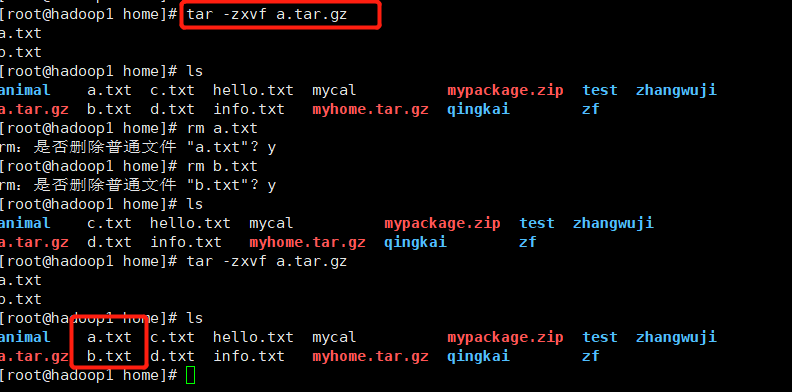 [root@hadoop1 home]# tar -zxvf a.tar.gz
a.txt
b.txt
[root@hadoop1 home]# ls
animal a.txt c.txt hello.txt mycal mypackage.zip test zhangwuji
a.tar.gz b.txt d.txt info.txt myhome.tar.gz qingkai zf
[root@hadoop1 home]# rm a.txt
rm：是否删除普通文件 "a.txt"？y
[root@hadoop1 home]# rm b.txt
rm：是否删除普通文件 "b.txt"？y
[root@hadoop1 home]# ls
animal c.txt hello.txt mycal mypackage.zip test zhangwuji
a.tar.gz d.txt info.txt myhome.tar.gz qingkai zf
[root@hadoop1 home]# tar -zxvf a.tar.gz
a.txt
b.txt
[root@hadoop1 home]# ls
animal a.txt c.txt hello.txt mycal mypackage.zip test zhangwuji
a.tar.gz b.txt d.txt info.txt myhome.tar.gz qingkai zf
[root@hadoop1 home]#